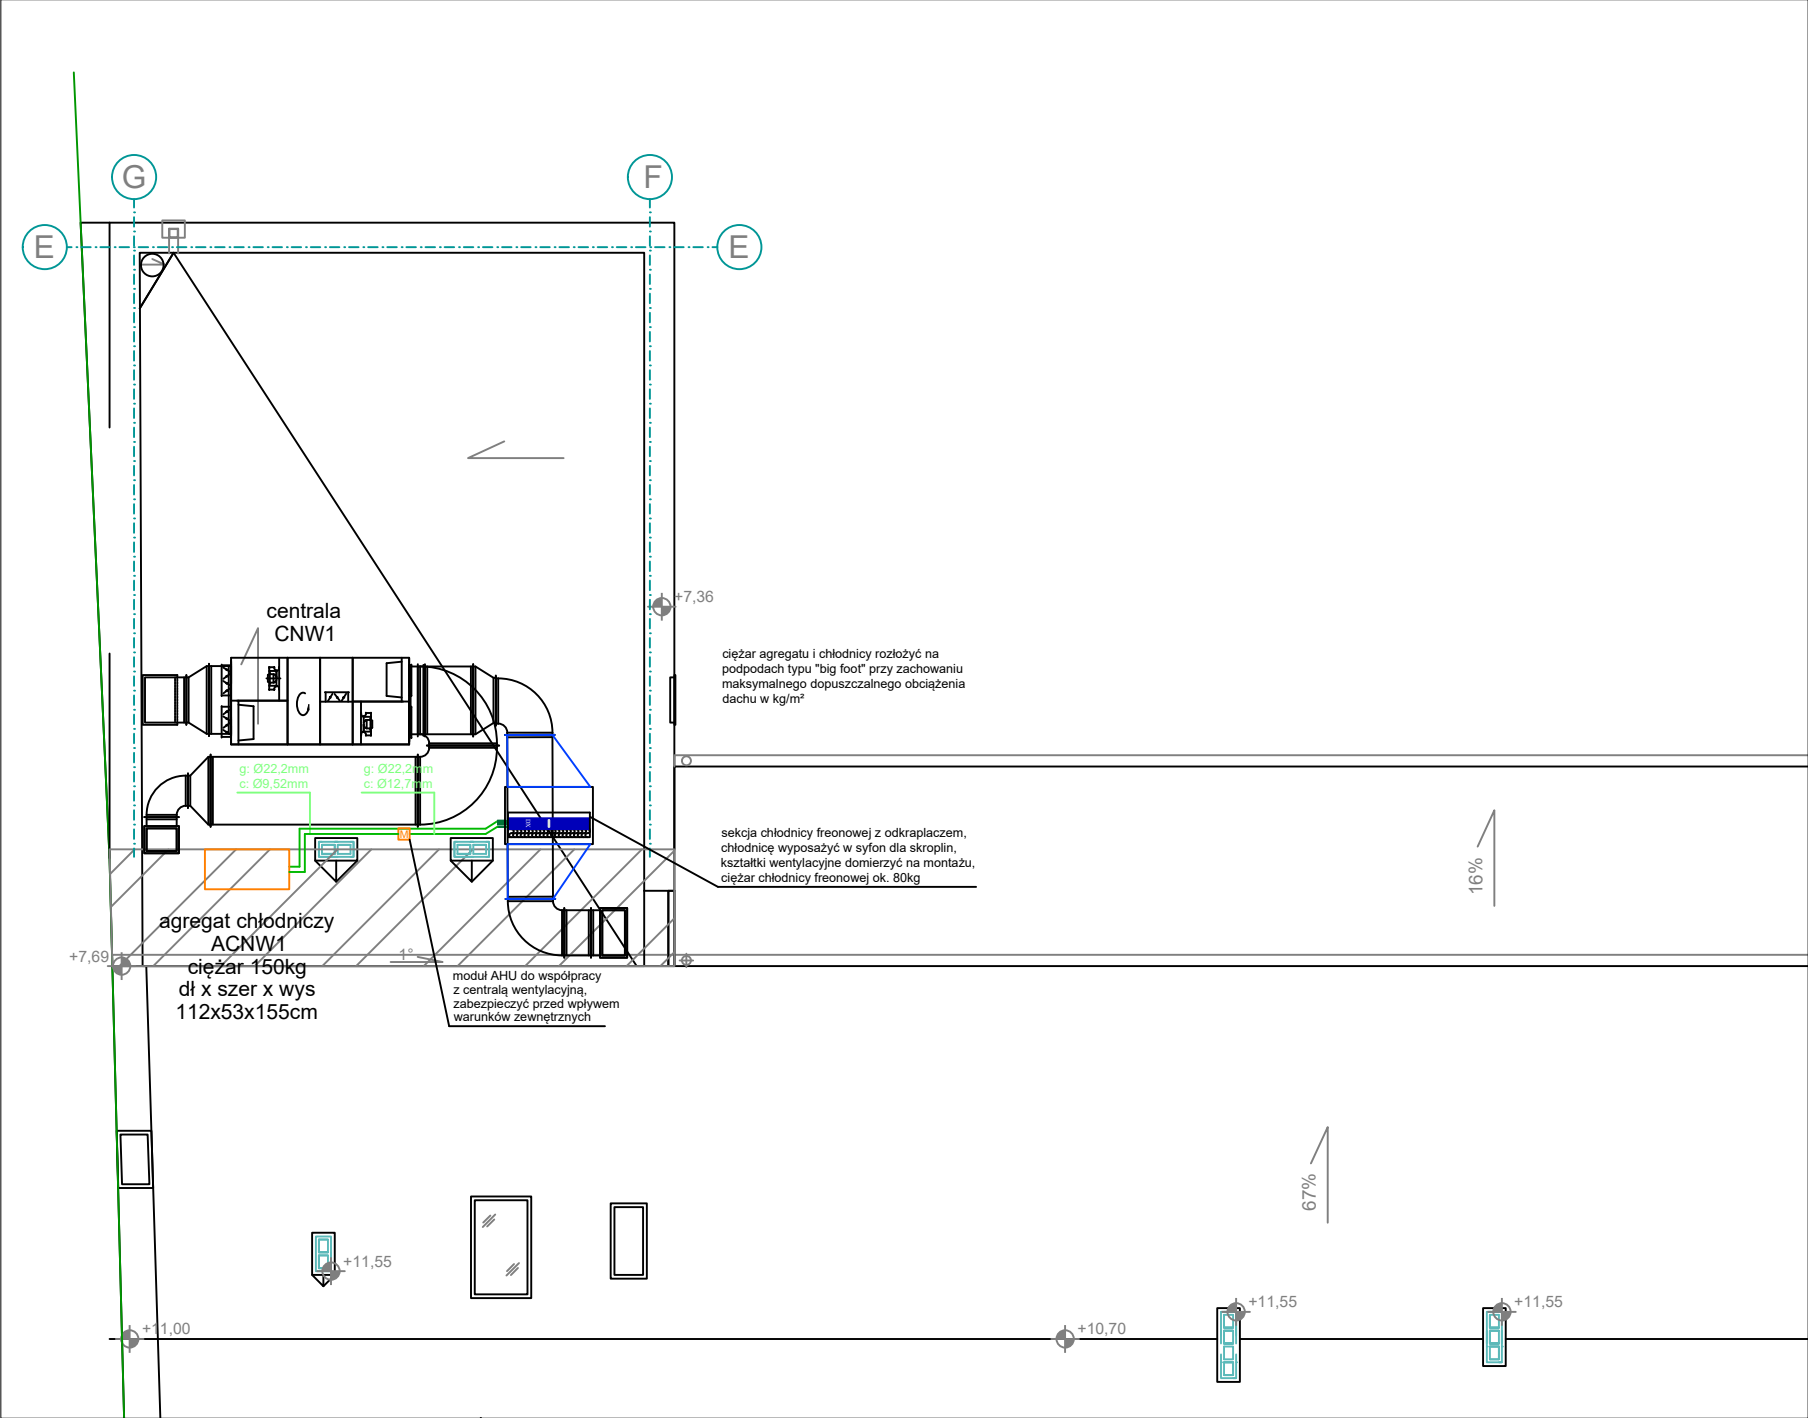 G
F
E
E
+7,36
centrala
CNW1
ciężar agregatu i chłodnicy rozłożyć na
podpodach typu "big foot" przy zachowaniu
maksymalnego dopuszczalnego obciążenia
dachu w kg/m²
g: Ø22,2mm
c: Ø9,52mm
g: Ø22,2mm
c: Ø12,7mm
DX
M
sekcja chłodnicy freonowej z odkraplaczem,
chłodnicę wyposażyć w syfon dla skroplin,
kształtki wentylacyjne domierzyć na montażu,
ciężar chłodnicy freonowej ok. 80kg
16%
agregat chłodniczy
ACNW1
ciężar 150kg
dł x szer x wys
112x53x155cm
+7,69
1°
moduł AHU do współpracy
z centralą wentylacyjną,
zabezpieczyć przed wpływem
warunków zewnętrznych
67%
+11,55
+11,55
+11,55
+11,00
+10,70